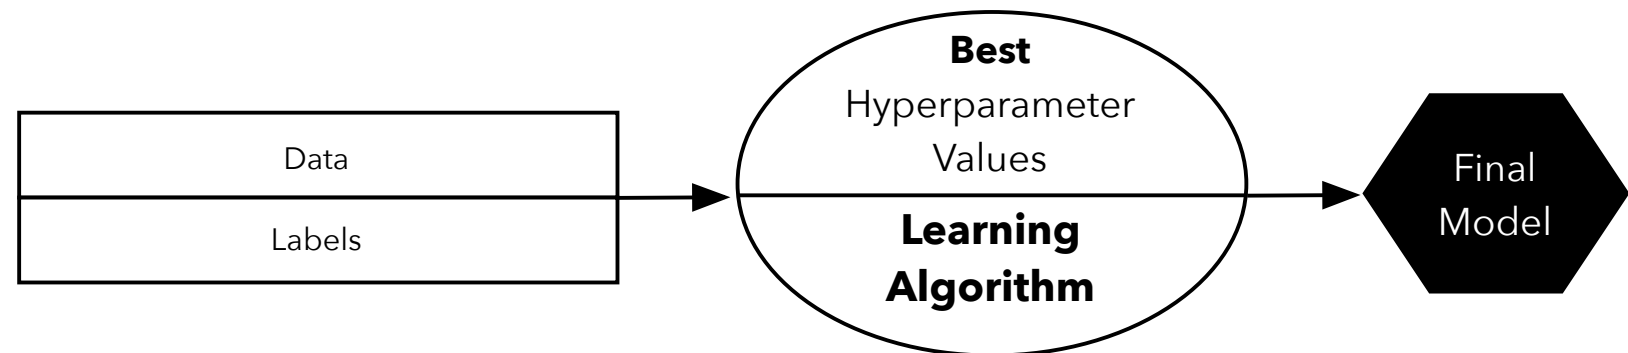 Data
Labels
Best
Hyperparameter
Values
Learning
Algorithm
Final
Model